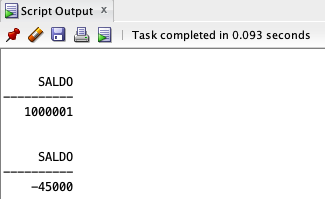 Script Output x
Task completed in 0.093 seconds
SALDO
----------
1000001
SALDO
----------
-45000